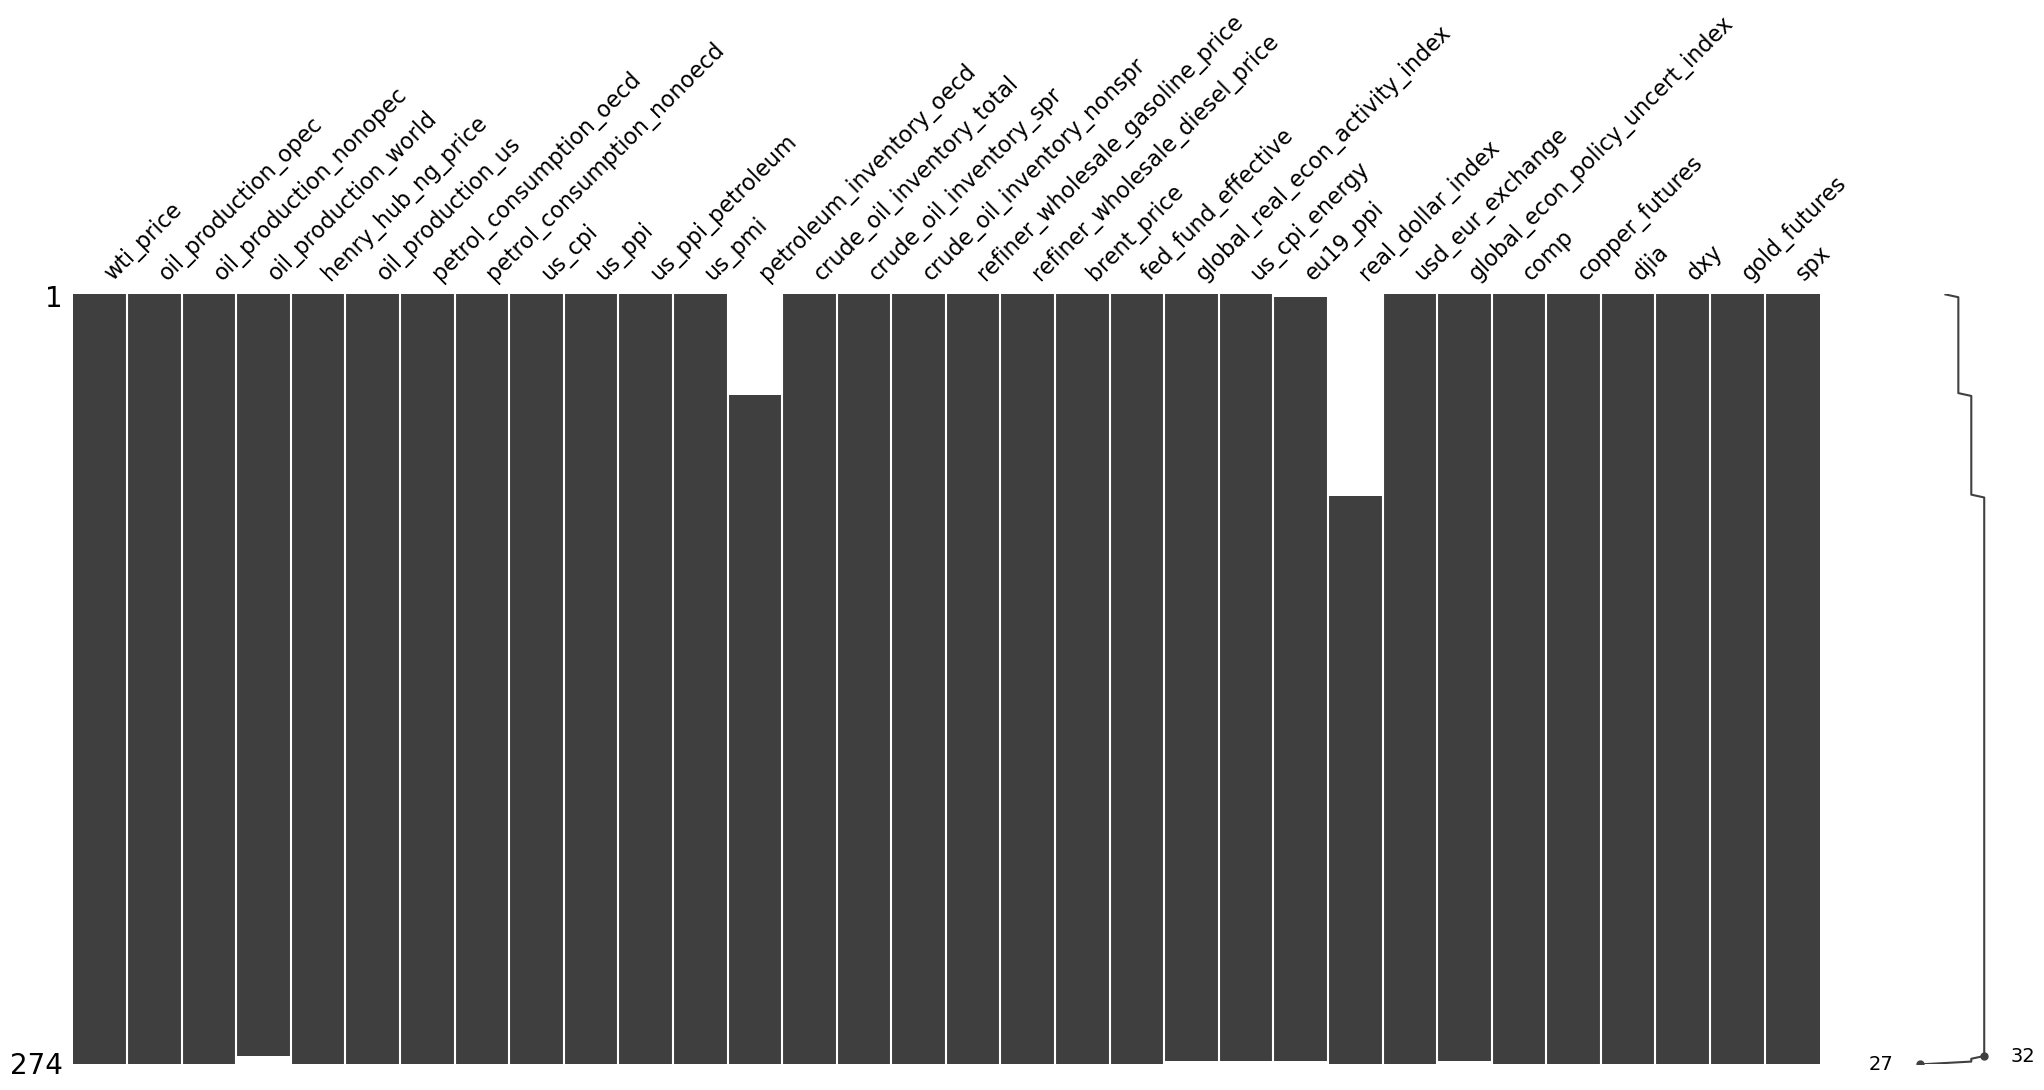 wti_price
oil_production_opec
oil_production_nonopec
oil_production_world
henry_hub_ng_price
oil_production_us
petrol_consumption_oecd
petrol_consumption_nonoecd
us_cpi
us_ppi
us_ppi_petroleum
us_pmi
petroleum_inventory_oecd
crude_oil_inventory_total
crude_oil_inventory_spr
crude_oil_inventory_nonspr
refiner_wholesale_gasoline_price
refiner_wholesale_diesel_price
brent_price
fed_fund_effective
global_real_econ_activity_index
us_cpi_energy
eu19_ppi
real_dollar_index
usd_eur_exchange
global_econ_policy_uncert_index
comp
copper_futures
djia
dxy
gold_futures
spx
1
274
27
32